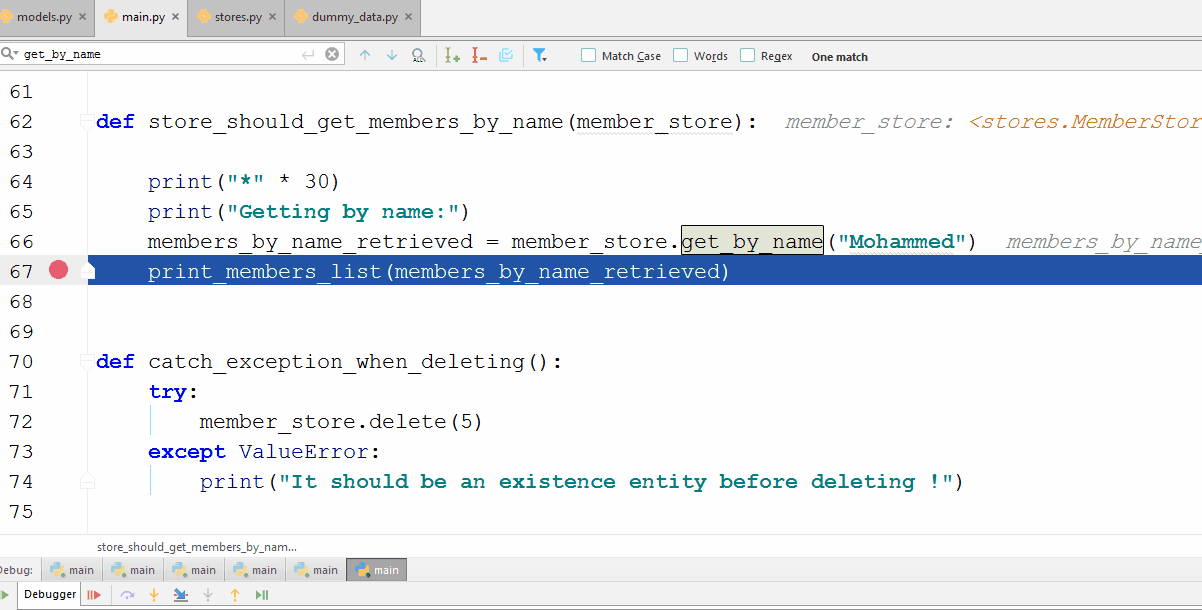 models.py main.py stores.py dummy_data.py
get_by_name Match Case Words Regex One match
61
62 def store_should_get_members_by_name(member_store): member_store: <stores.MemberStor
63
64 print("*" * 30)
65 print("Getting by name:")
66 members_by_name_retrieved = member_store.get_by_name("Mohammed") members_by_name
67 print_members_list(members_by_name_retrieved)
68
69
70 def catch_exception_when_deleting():
71 try:
72 member_store.delete(5)
73 except ValueError:
74 print("It should be an existence entity before deleting !")
75
store_should_get_members_by_nam...
Debug: main main main main main main
Debugger